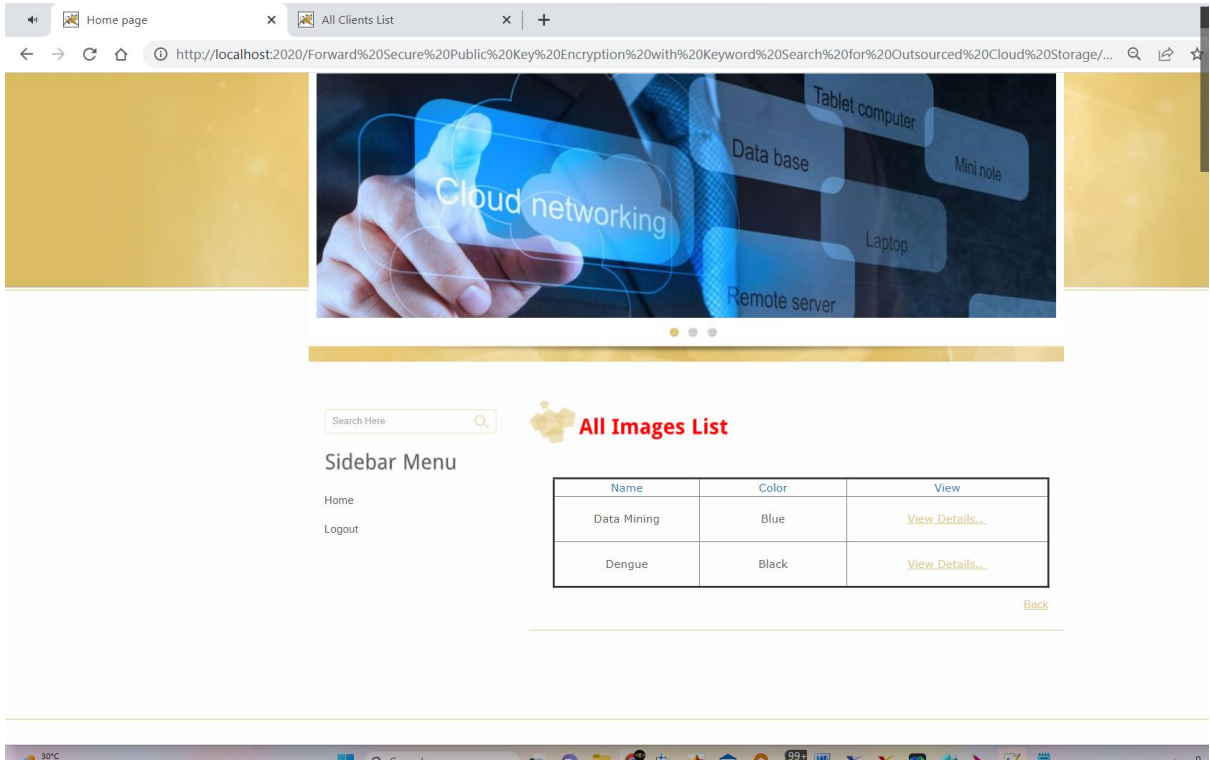 Home page
All Clients List
http://localhost:2020/Forward%20Secure%20Public%20Key%20Encryption%20with%20Keyword%20Search%20for%20Outsourced%20Cloud%20Storage/...
Tablet computer
Data base
Mini note
Cloud networking
Laptop
Remote server
Search Here
All Images List
Sidebar Menu
Home
Logout
Name Color View
Data Mining Blue View Details..
Dengue Black View Details..
Back
30°C
99+